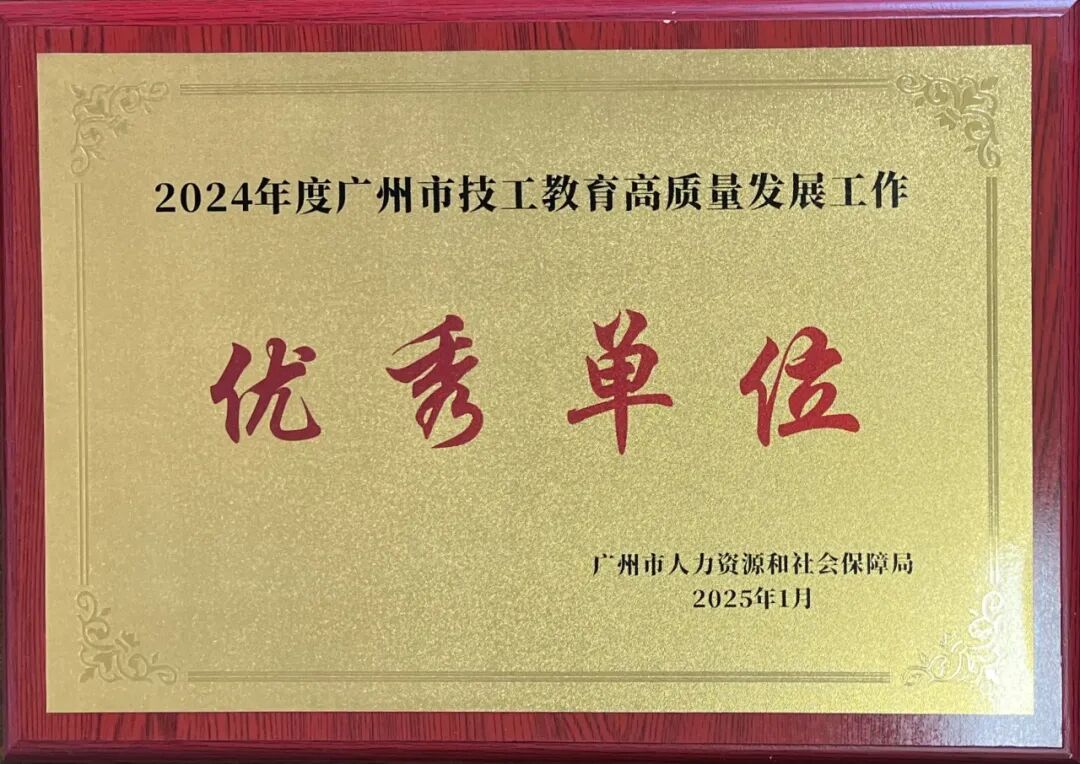 2024年度广州市技工教育高质量发展工作
优秀单位
广州市人力资源和社会保障局
2025年1月